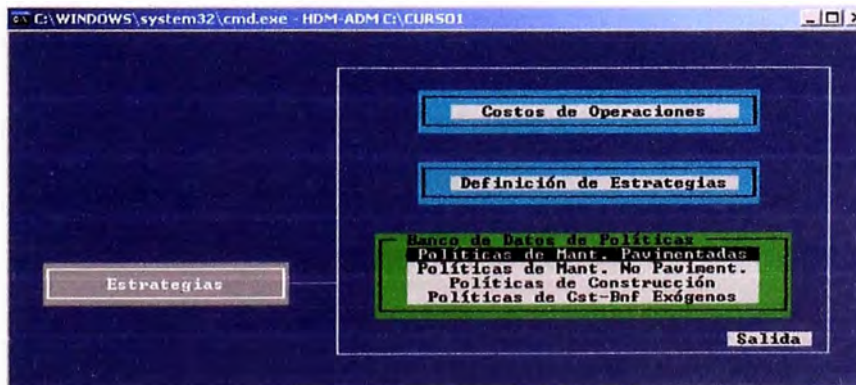 C:\WINDOWS\system32\cmd.exe - HDM-ADM C:\CURSO1
Costos de Operaciones
Definición de Estrategias
Banco de Datos de Políticas
Políticas de Mant. Pavimentadas
Políticas de Mant. No Paviment.
Políticas de Construcción
Políticas de Cst-Bnf Exógenos
Estrategias
Salida